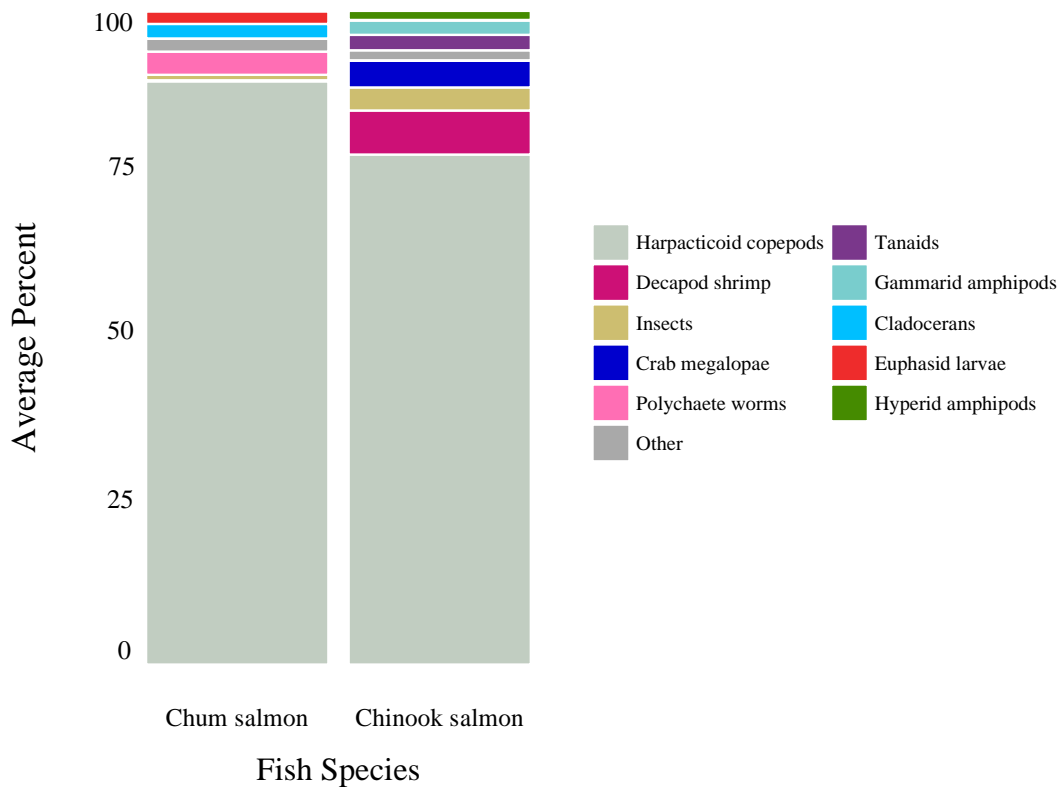 100
75
50
25
0
Average Percent
Chum salmon
Chinook salmon
Fish Species
Harpacticoid copepods
Decapod shrimp
Insects
Crab megalopae
Polychaete worms
Other
Tanaids
Gammarid amphipods
Cladocerans
Euphasid larvae
Hyperid amphipods